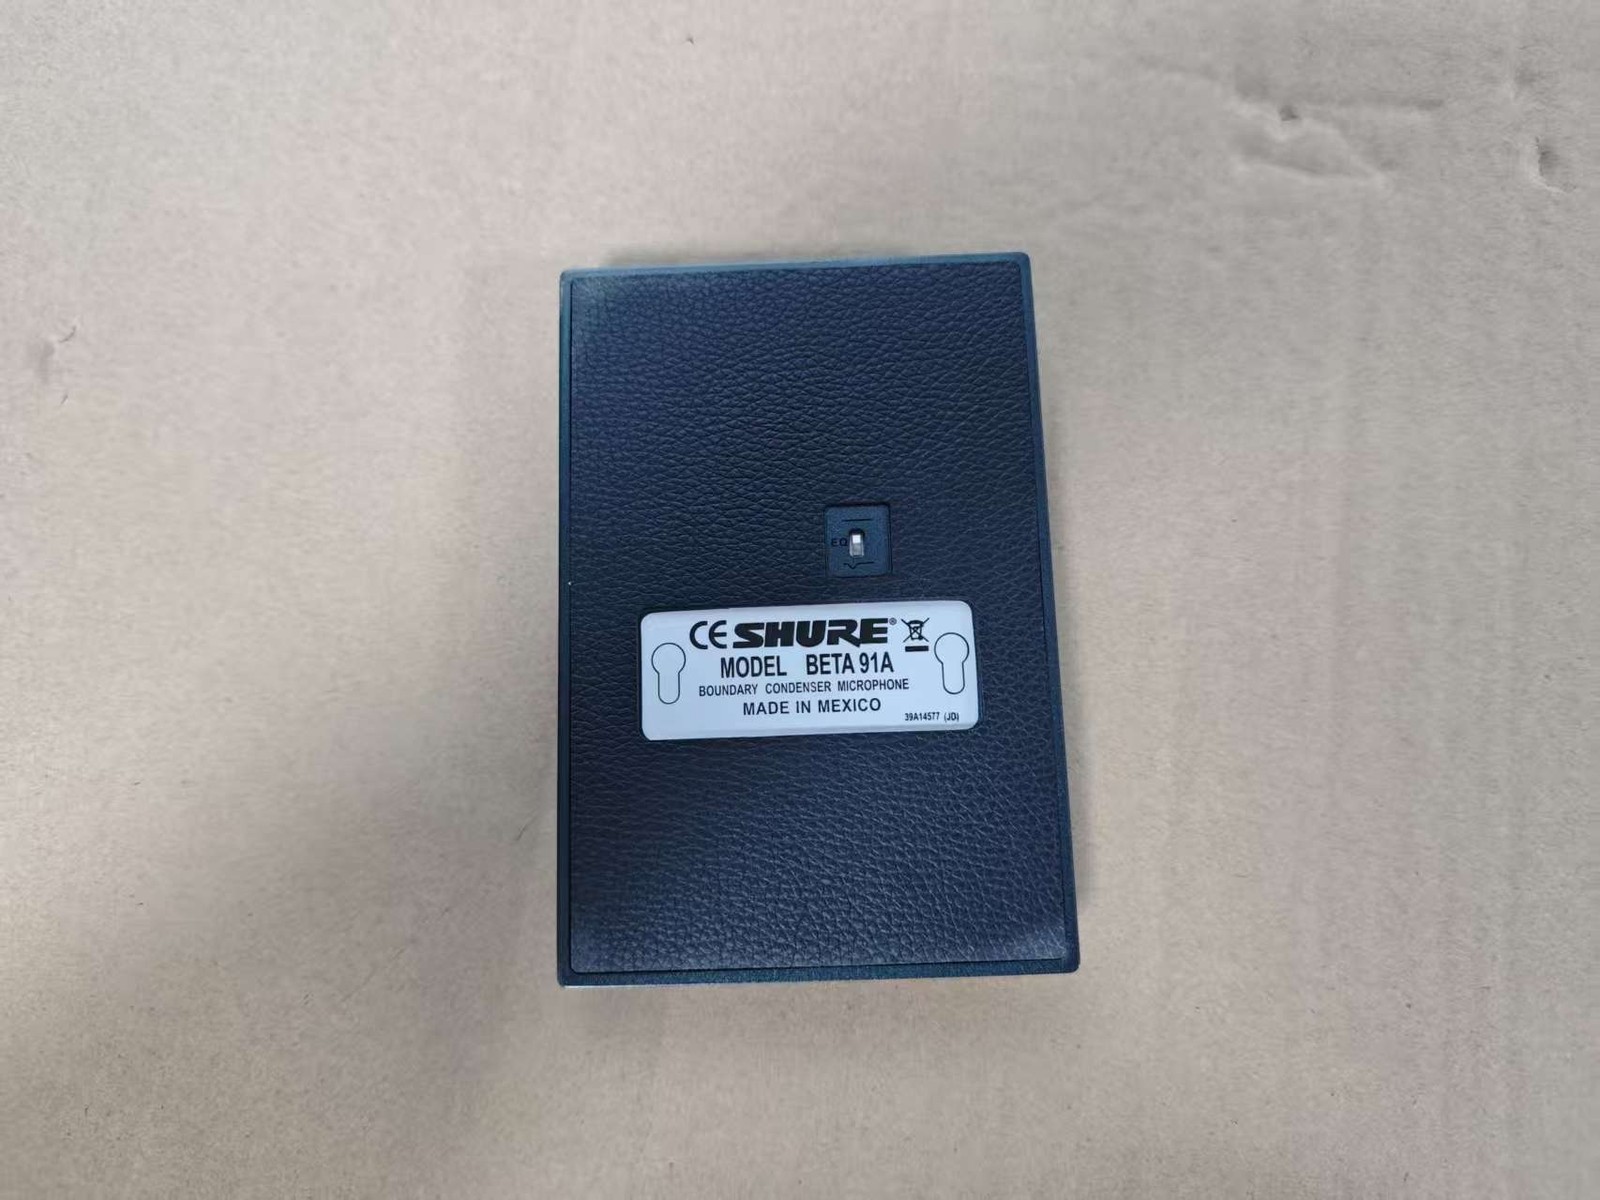 EQ
CE SHURE®
MODEL BETA 91A
BOUNDARY CONDENSER MICROPHONE
MADE IN MEXICO
39A14577 (JD)